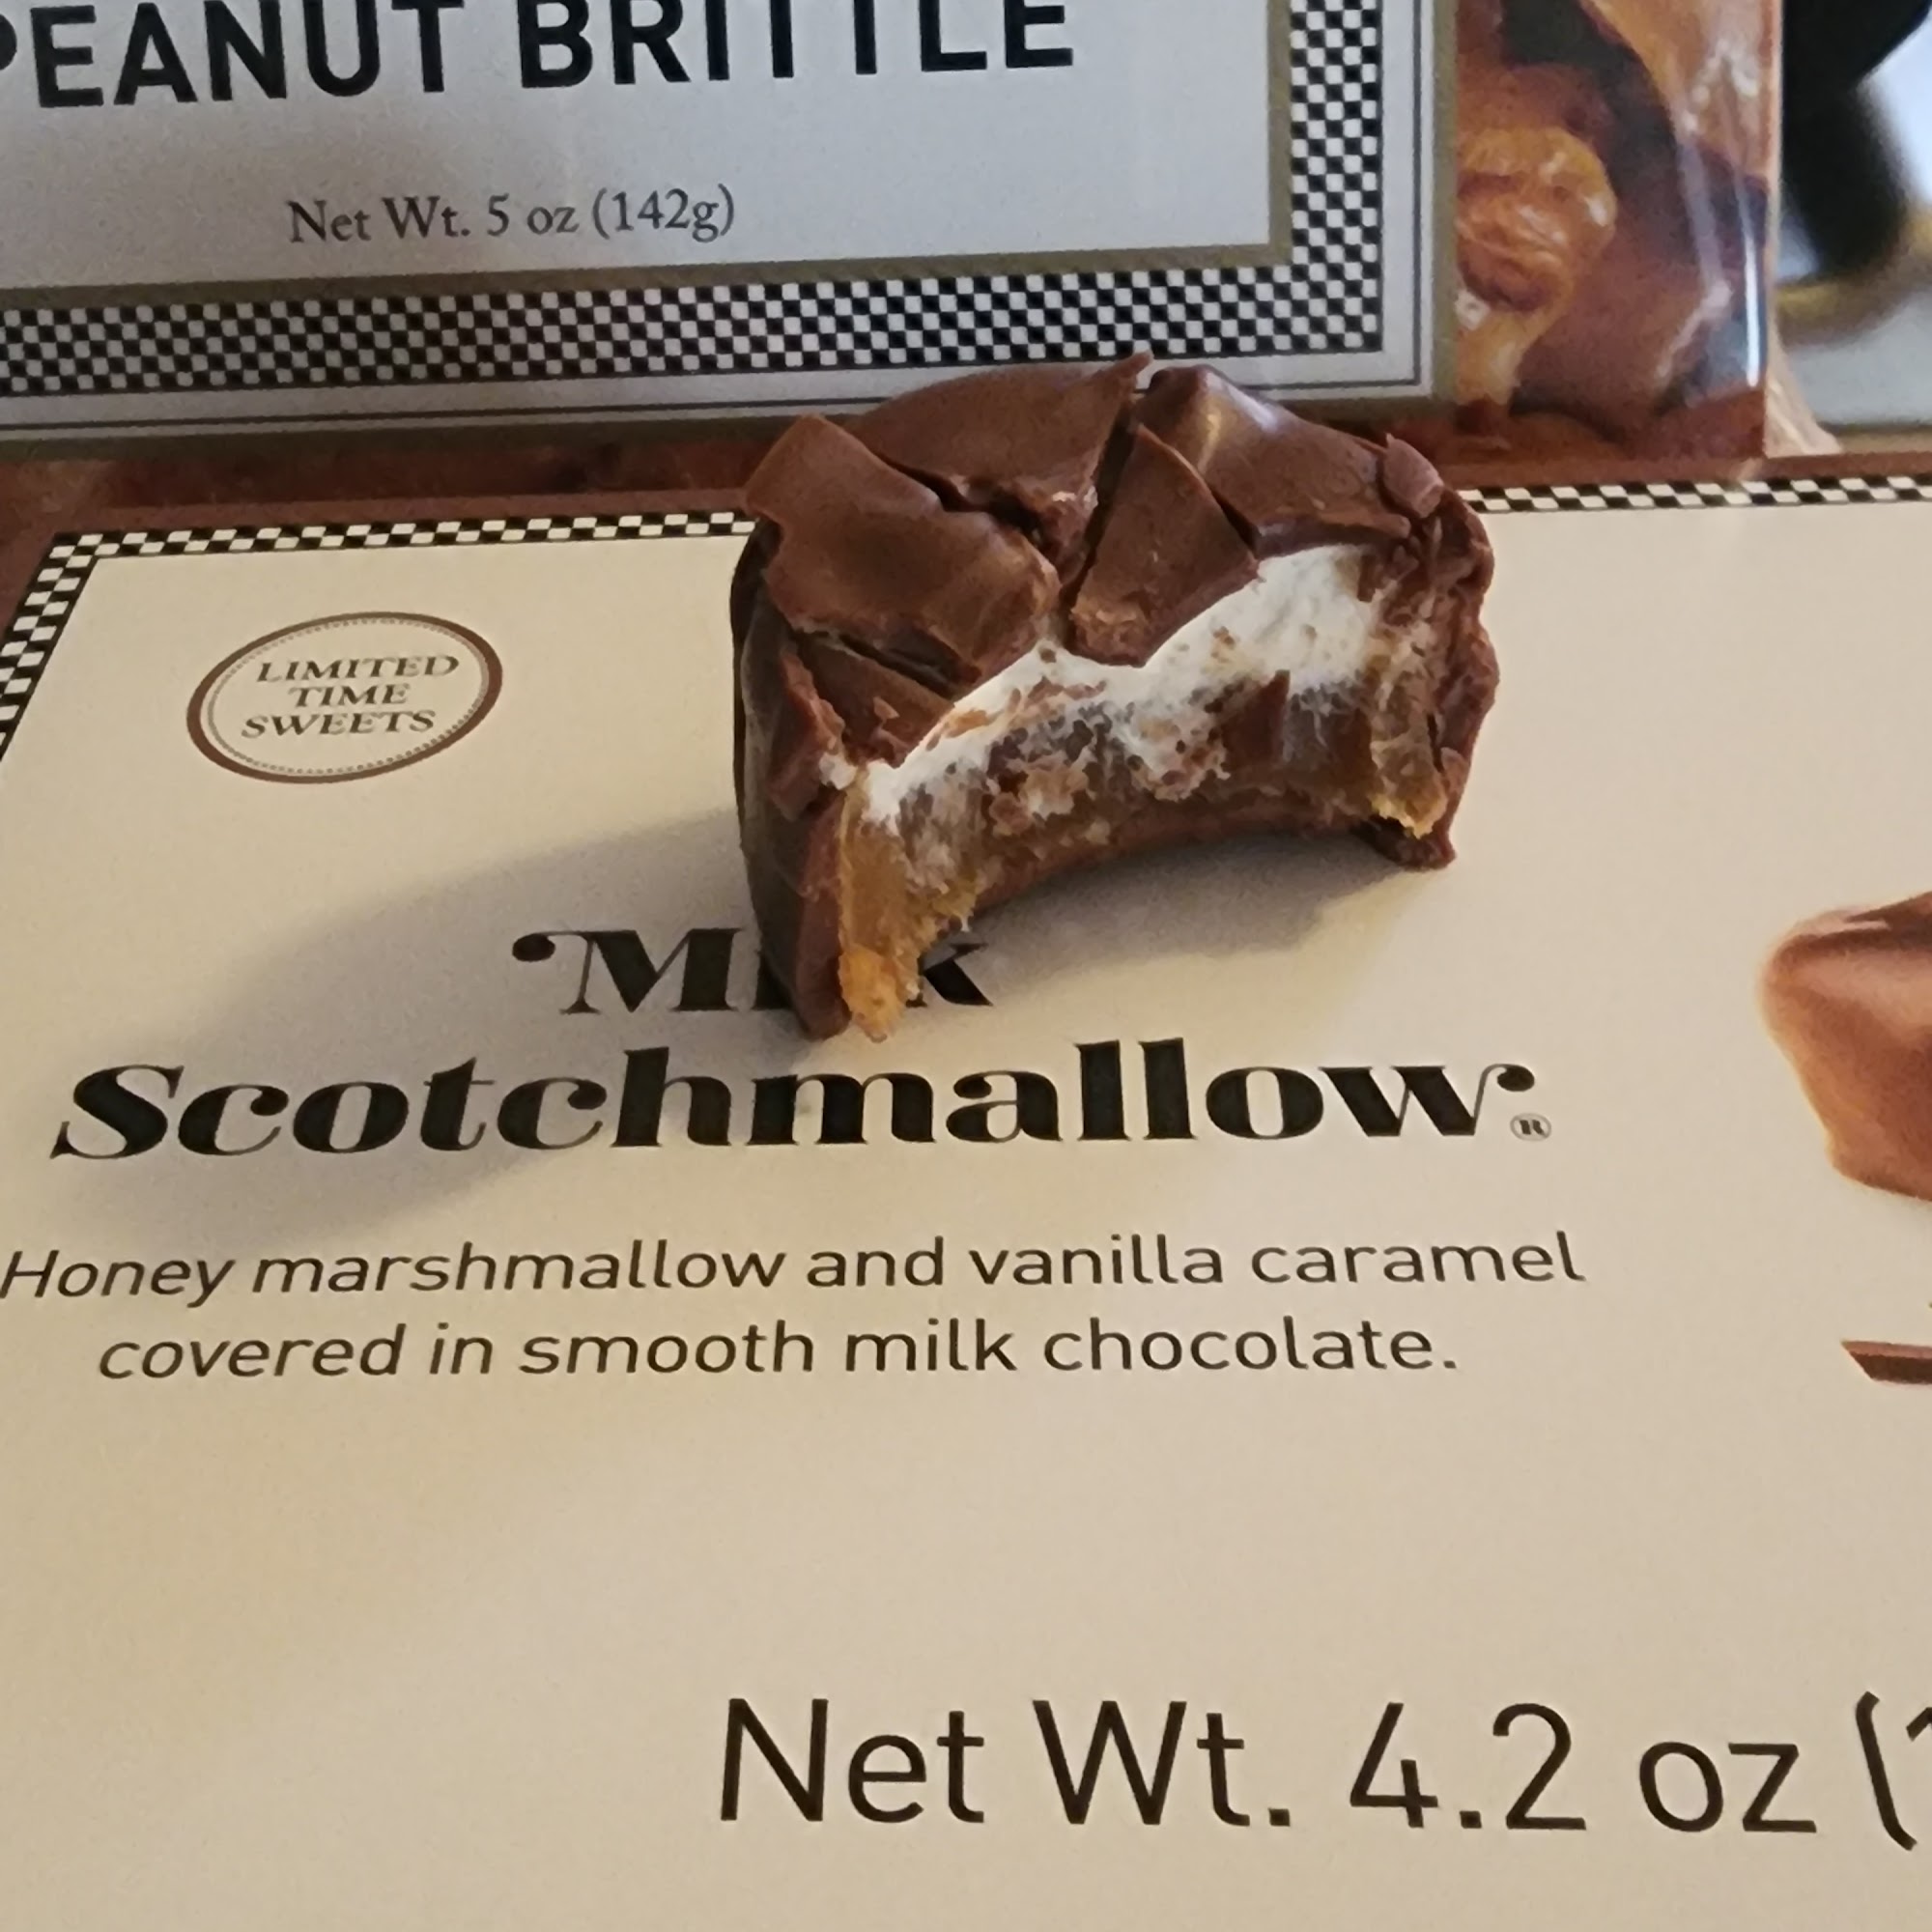 PEANUT BRITTLE
Net Wt. 5 oz (142g)
LIMITED
TIME
SWEETS
Scotchmallow®
Honey marshmallow and vanilla caramel
covered in smooth milk chocolate.
Net Wt. 4.2 oz (1